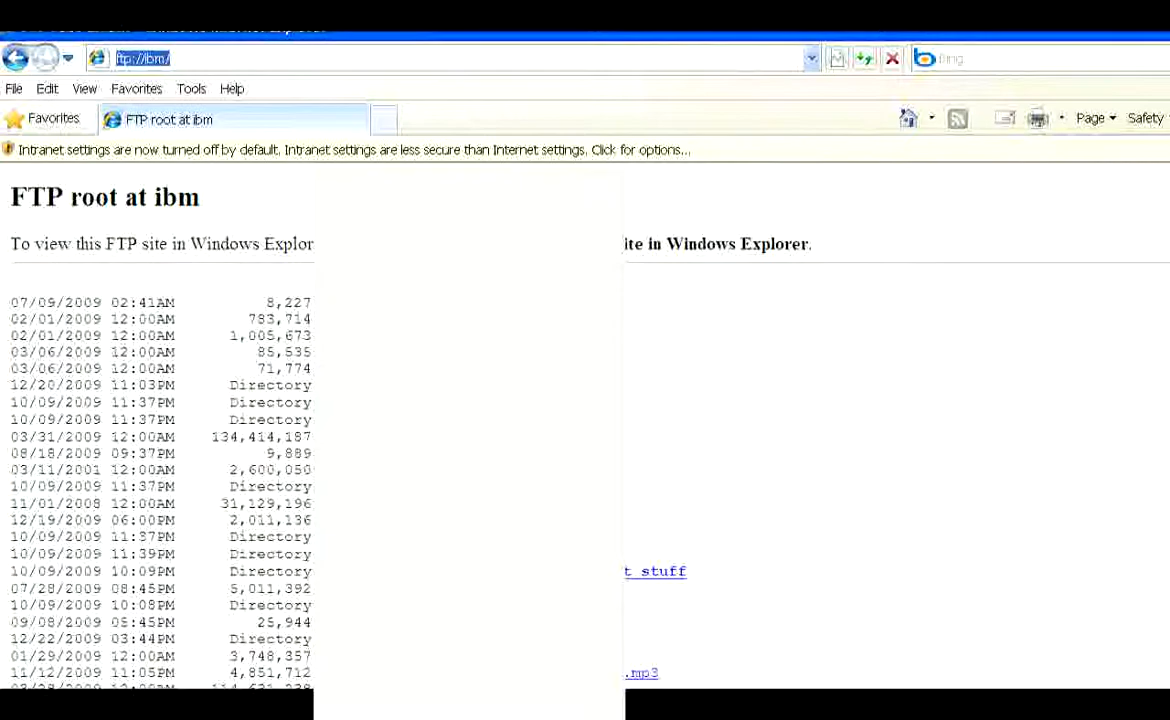 ftp://ibm/
bing
File Edit View Favorites Tools Help
Favorites FTP root at ibm Page Safety
Intranet settings are now turned off by default. Intranet settings are less secure than Internet settings. Click for options...
FTP root at ibm
To view this FTP site in Windows Explor ite in Windows Explorer.
07/09/2009 02:41AM 8,227
02/01/2009 12:00AM 783,714
02/01/2009 12:00AM 1,005,673
03/06/2009 12:00AM 85,535
03/06/2009 12:00AM 71,774
12/20/2009 11:03PM Directory
10/09/2009 11:37PM Directory
10/09/2009 11:37PM Directory
03/31/2009 12:00AM 134,414,187
08/18/2009 09:37PM 9,889
03/11/2001 12:00AM 2,600,050
10/09/2009 11:37PM Directory
11/01/2008 12:00AM 31,129,196
12/19/2009 06:00PM 2,011,136
10/09/2009 11:37PM Directory
10/09/2009 11:39PM Directory
10/09/2009 10:09PM Directory t stuff
07/28/2009 08:45PM 5,011,392
10/09/2009 10:08PM Directory
09/08/2009 05:45PM 25,944
12/22/2009 03:44PM Directory
01/29/2009 12:00AM 3,748,357
11/12/2009 11:05PM 4,851,712 .mp3